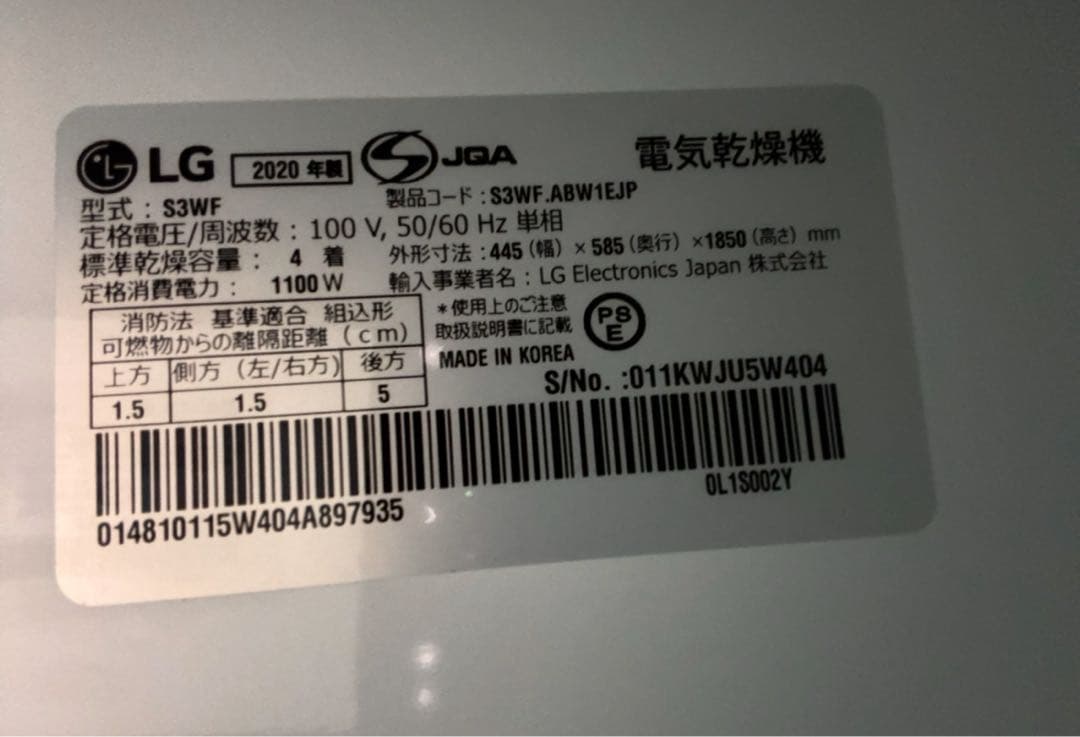 LG 2020 年製 JQA 電気乾燥機
型式 : S3WF
製品コード : S3WF.ABW1EJP
定格電圧/周波数 : 100 V, 50/60 Hz 単相
標準乾燥容量 : 4 着
外形寸法 : 445 (幅) × 585 (奥行) ×1850 (高さ) mm
定格消費電力 : 1100 W
輸入事業者名 : LG Electronics Japan 株式会社
消防法 基準適合 組込形
可燃物からの離隔距離 (cm)
上方 側方 (左/右方) 後方
1.5 1.5 5
*使用上のご注意
取扱説明書に記載
PS
E
MADE IN KOREA
S/No. :011KWJU5W404
014810115W404A897935
0L1S002Y